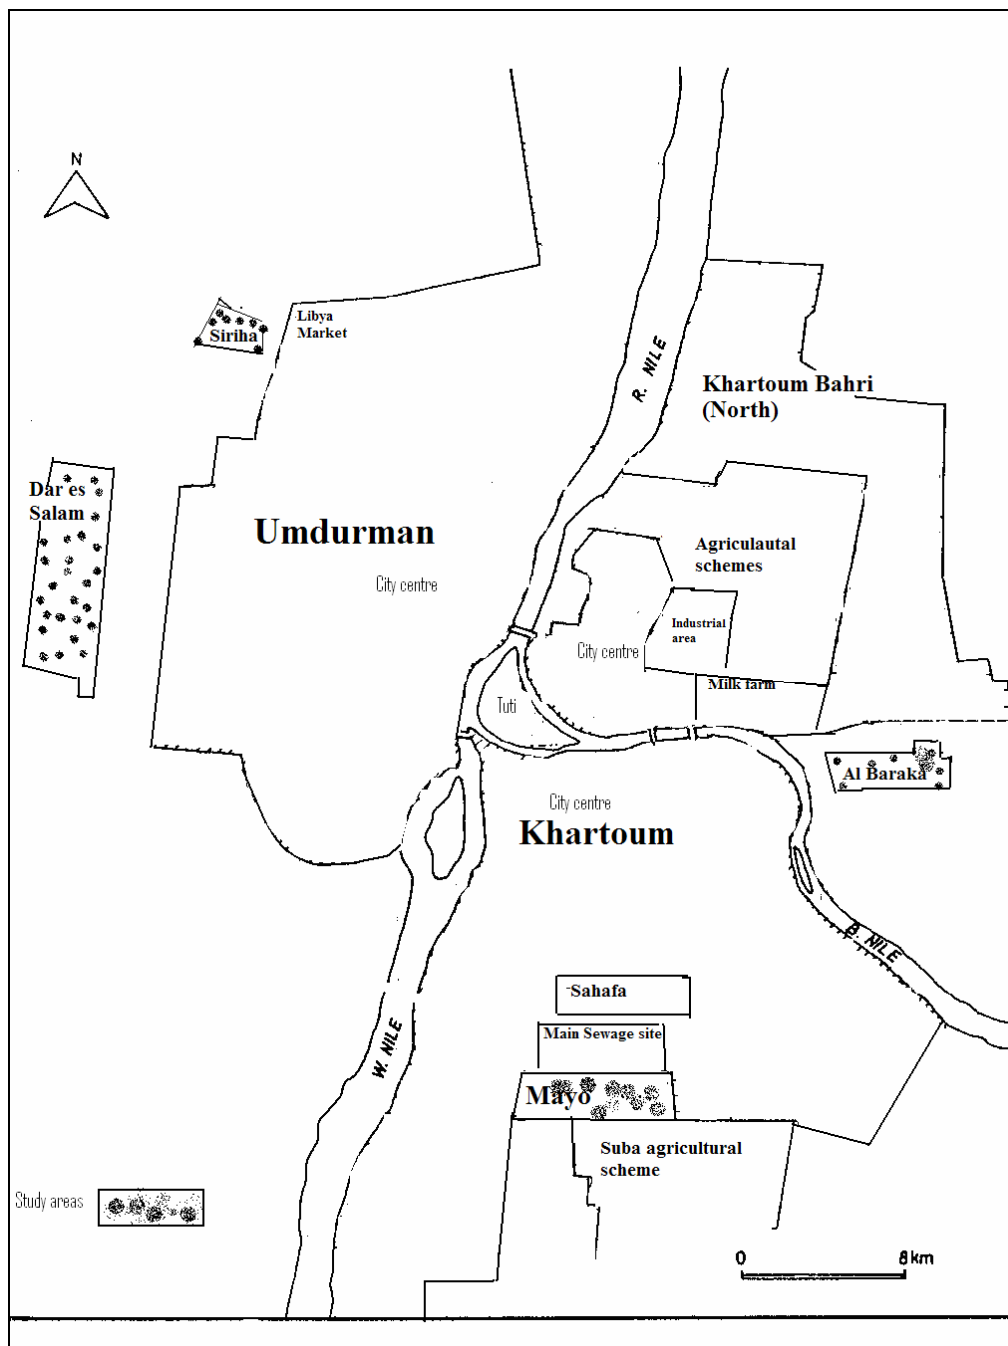 N
Libya
Market
Siriha
R. NILE
Khartoum Bahri
(North)
Dar es
Salam
Umdurman
City centre
Agriculautal
schemes
Industrial
area
City centre
Milk farm
Tuti
Al Baraka
City centre
Khartoum
B. NILE
Sahafa
Main Sewage site
W. NILE
Mayo
Suba agricultural
scheme
Study areas
0 8km